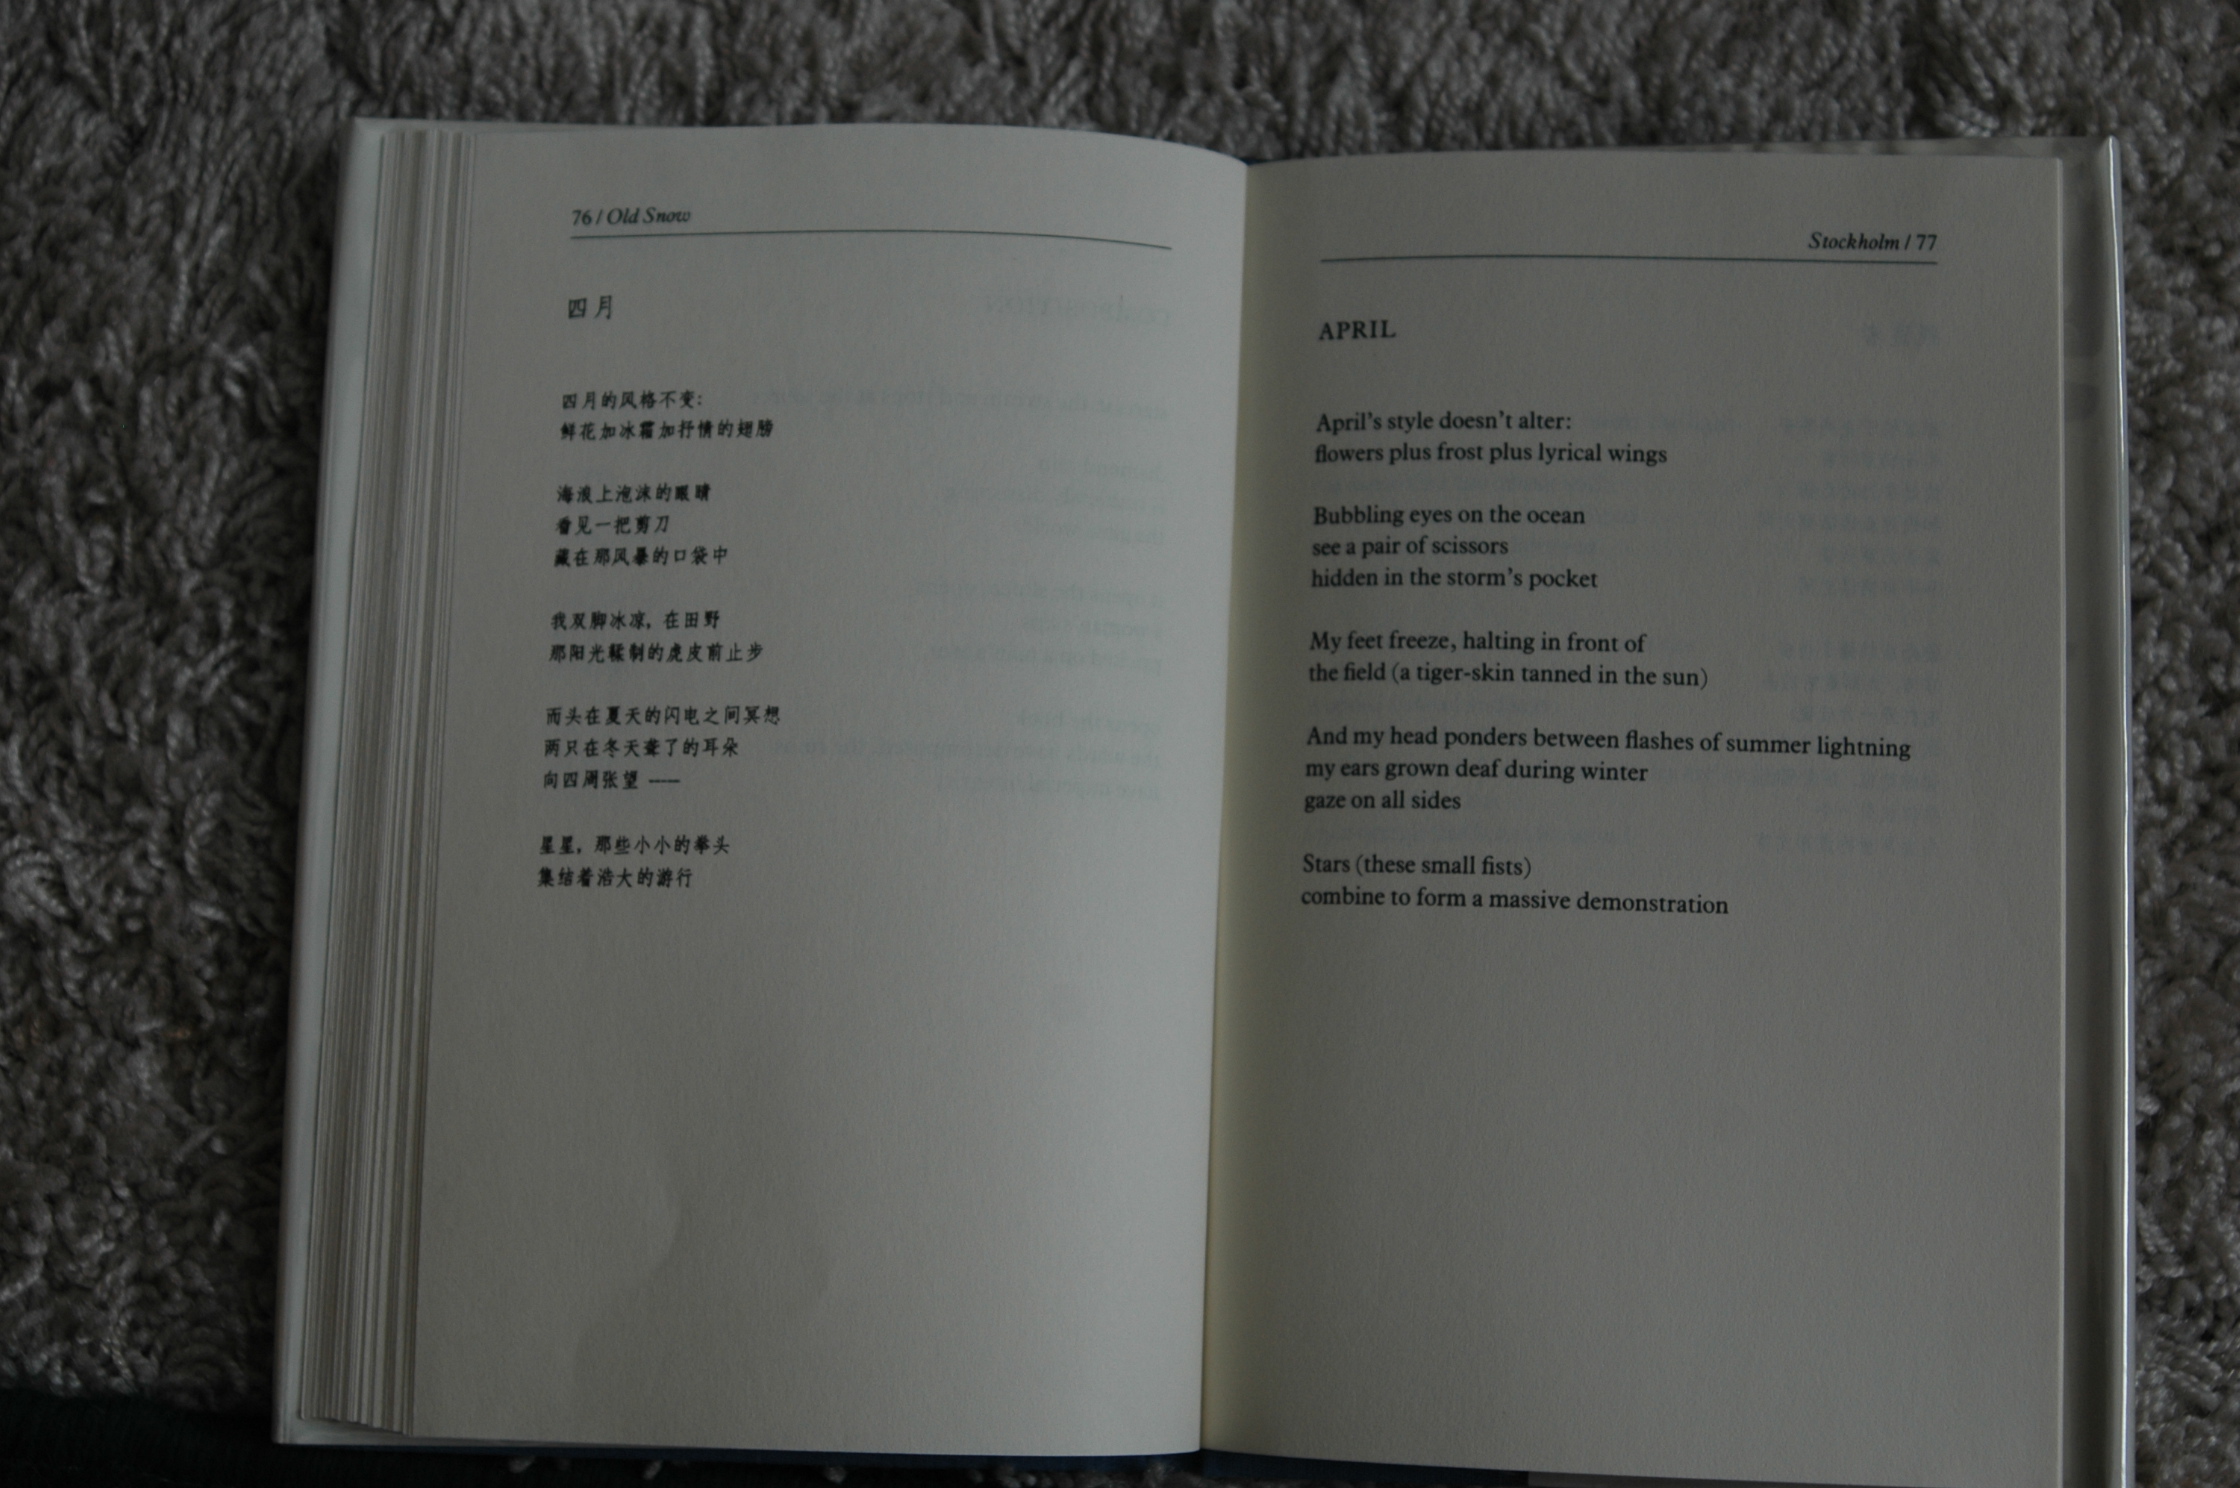 76 / Old Snow
四月
四月的风格不变：
鲜花加冰霜加抒情的翅膀
海浪上泡沫的眼睛
看见一把剪刀
藏在那风暴的口袋中
我双脚冰凉，在田野
那阳光鞣制的虎皮前止步
而头在夏天的闪电之间冥想
两只在冬天聋了的耳朵
向四周张望——
星星，那些小小的拳头
集结着浩大的游行
Stockholm / 77
APRIL
April's style doesn't alter:
flowers plus frost plus lyrical wings
Bubbling eyes on the ocean
see a pair of scissors
hidden in the storm's pocket
My feet freeze, halting in front of
the field (a tiger-skin tanned in the sun)
And my head ponders between flashes of summer lightning
my ears grown deaf during winter
gaze on all sides
Stars (these small fists)
combine to form a massive demonstration